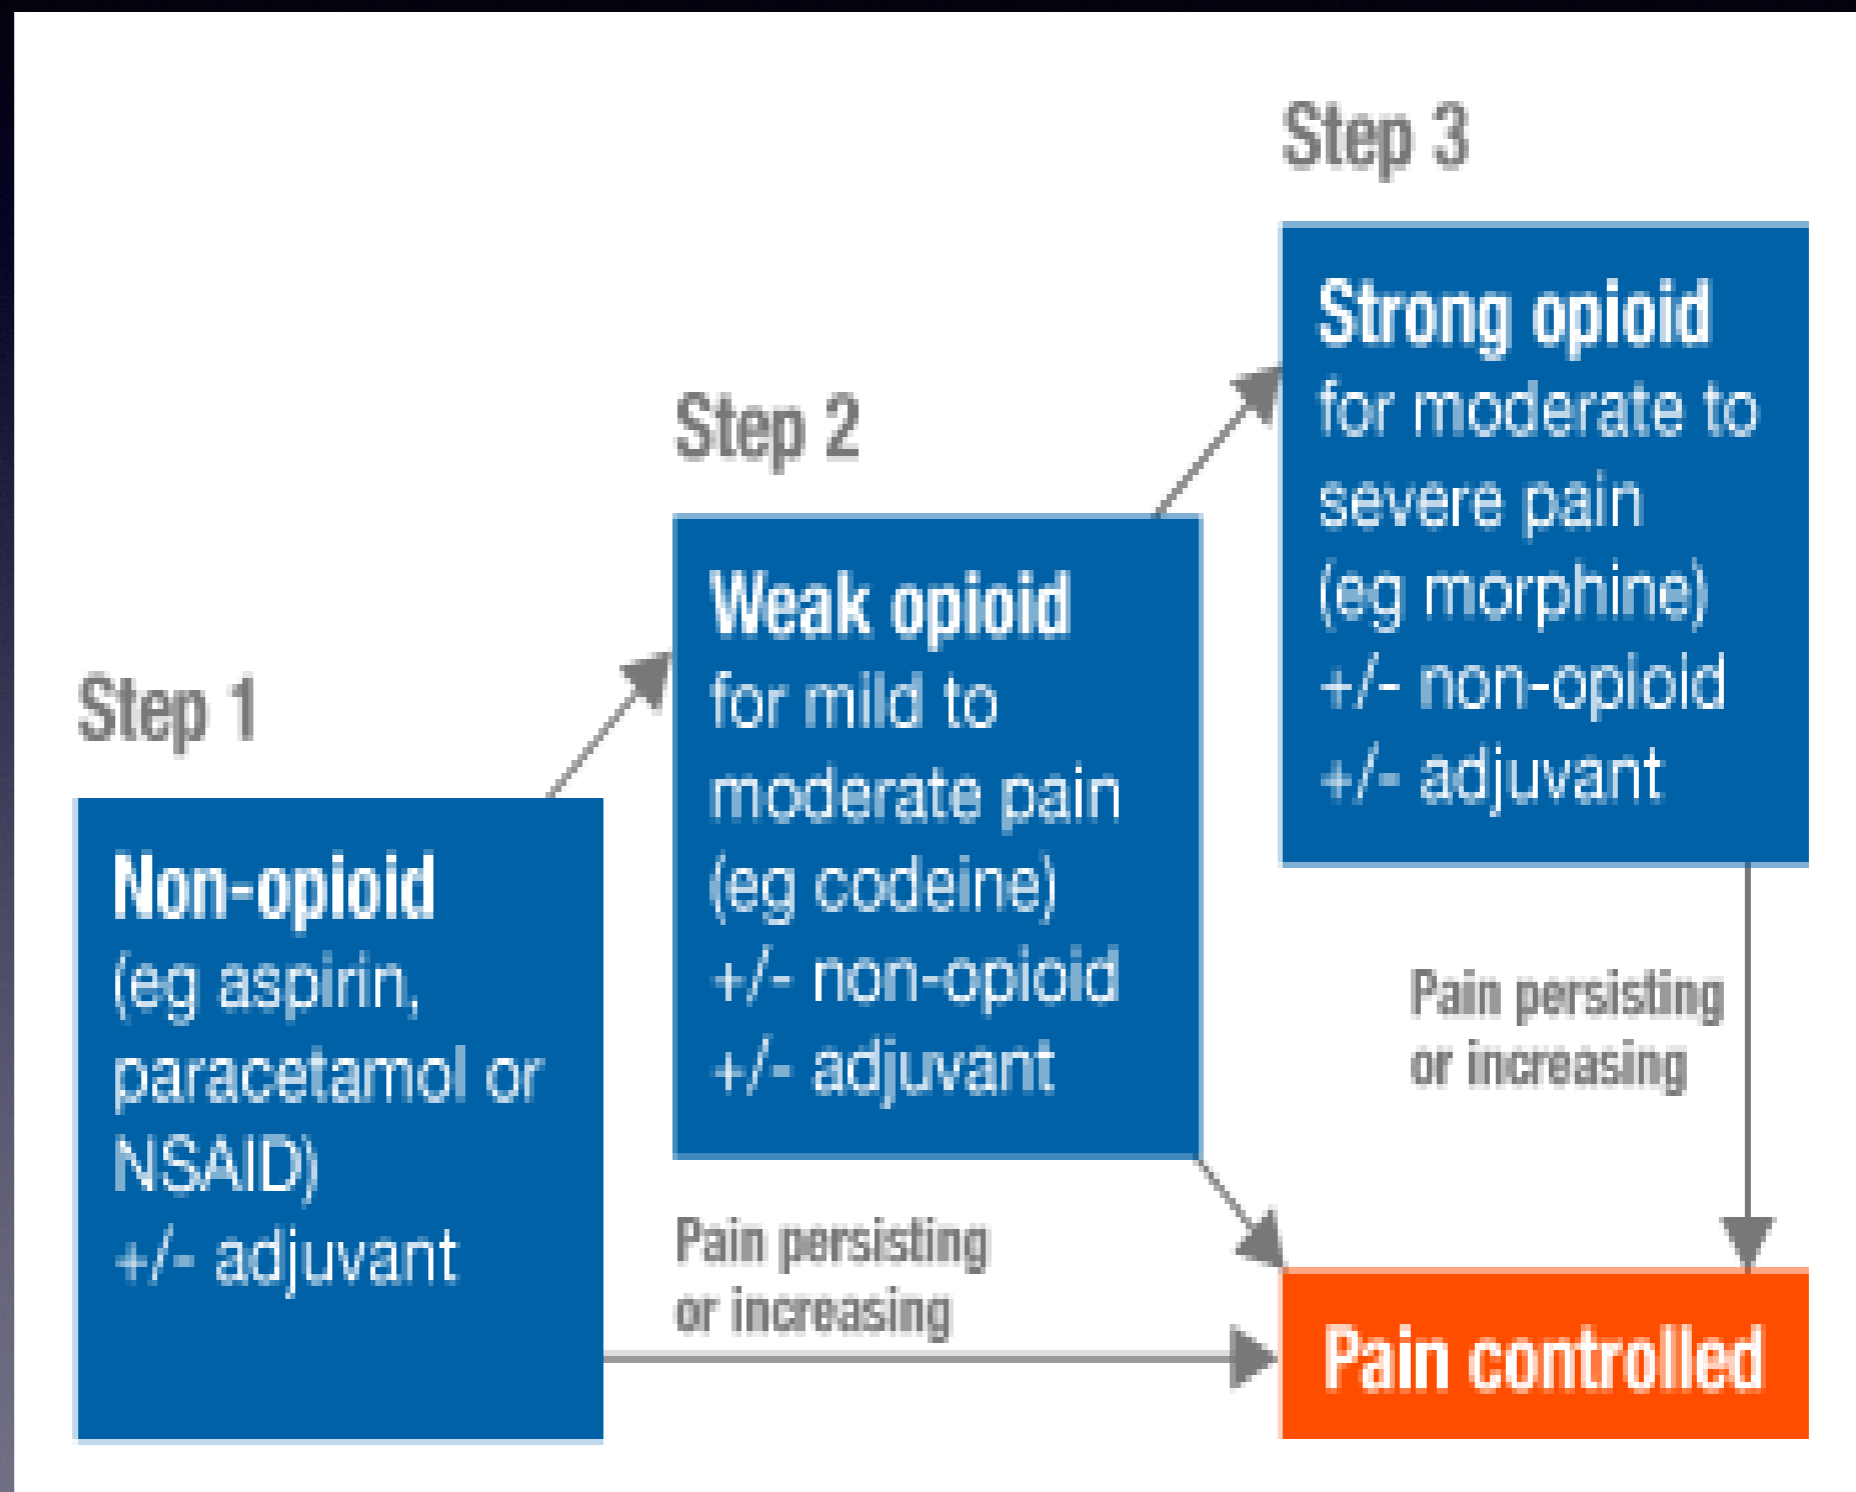 Step 1
Non-opioid
(eg aspirin,
paracetamol or
NSAID)
+/- adjuvant
Step 2
Weak opioid
for mild to
moderate pain
(eg codeine)
+/- non-opioid
+/- adjuvant
Step 3
Strong opioid
for moderate to
severe pain
(eg morphine)
+/- non-opioid
+/- adjuvant
Pain persisting
or increasing
Pain persisting
or increasing
Pain controlled